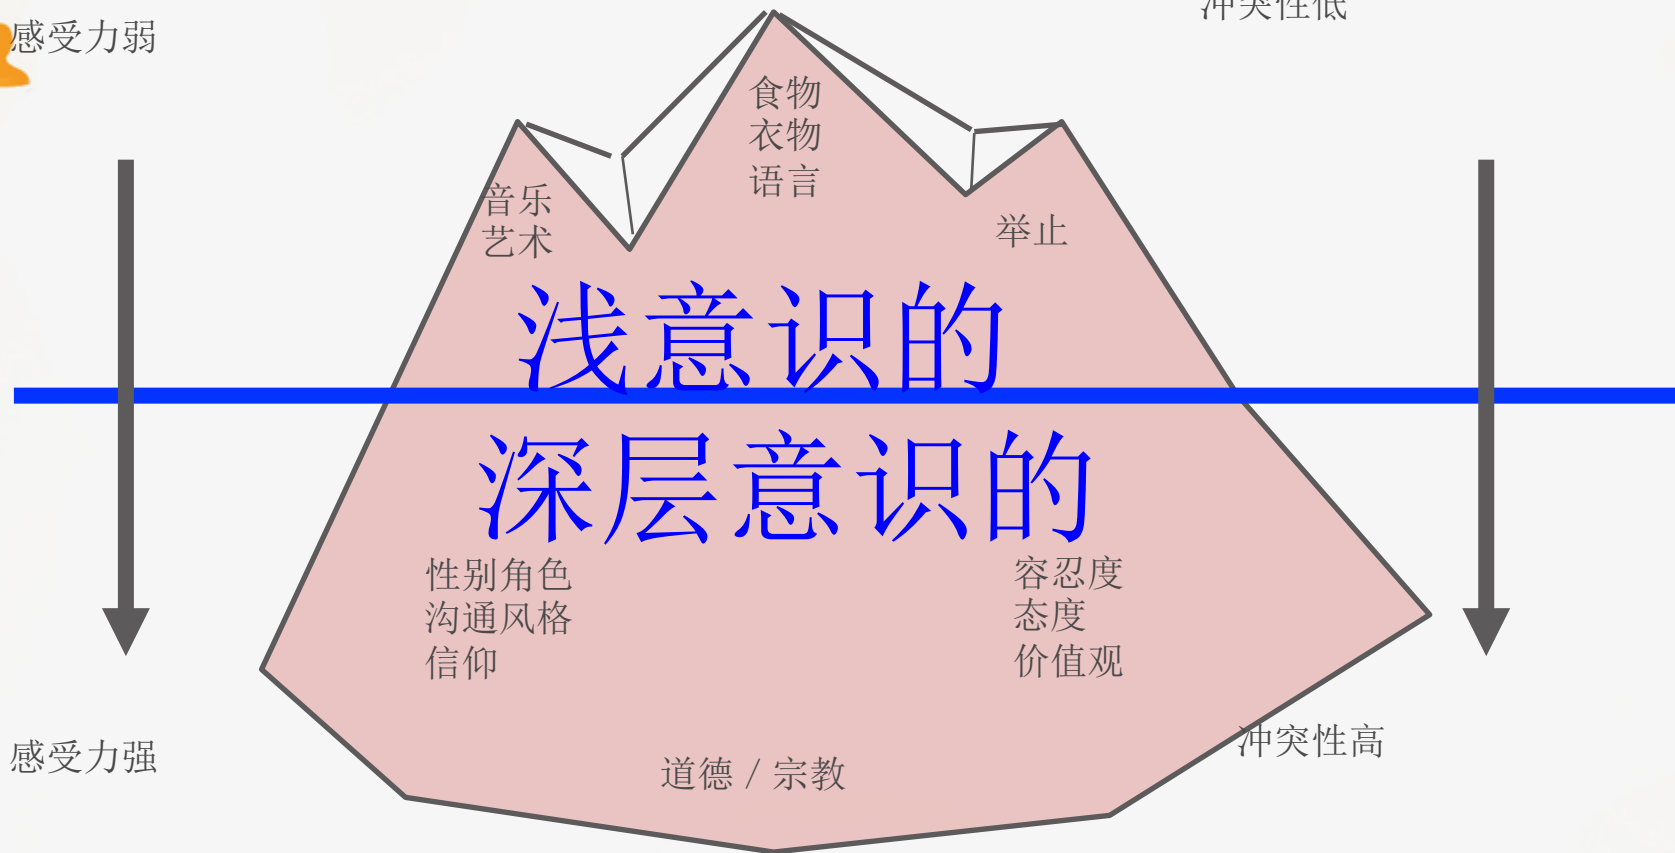 感受力弱
冲突性低
食物
衣物
语言
音乐
艺术
举止
浅意识的
深层意识的
性别角色
沟通风格
信仰
容忍度
态度
价值观
感受力强
冲突性高
道德 / 宗教